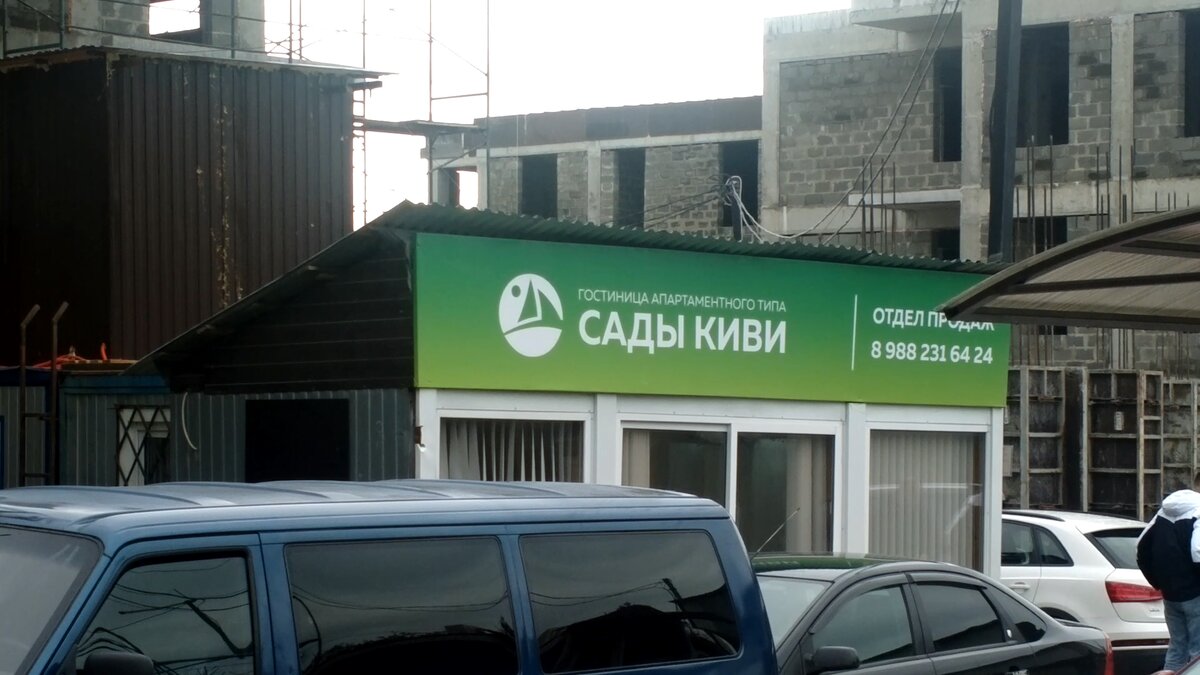 ГОСТИНИЦА АПАРТАМЕНТНОГО ТИПА
САДЫ КИВИ
ОТДЕЛ ПРОДАЖ
8 988 231 64 24